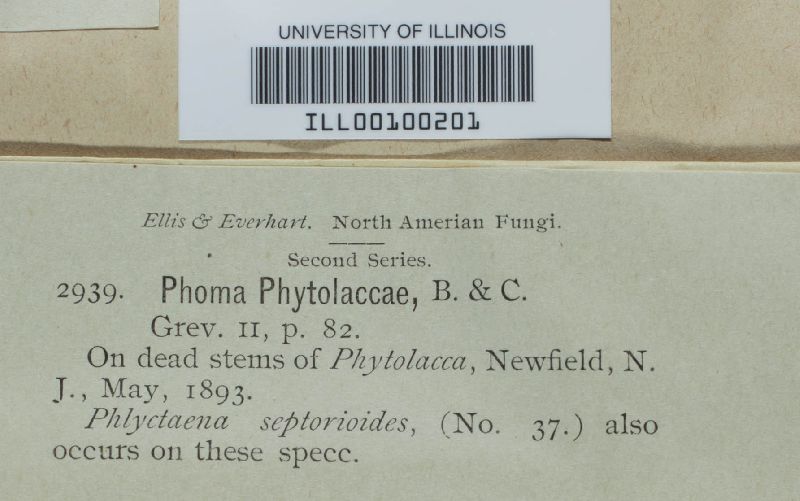 UNIVERSITY OF ILLINOIS
ILL00100201
Ellis & Everhart. North Amerian Fungi.
Second Series.
2939. Phoma Phytolaccae, B. & C.
Grev. II, p. 82.
On dead stems of Phytolacca, Newfield, N.
J., May, 1893.
Phlyctaena septorioides, (No. 37.) also
occurs on these specc.